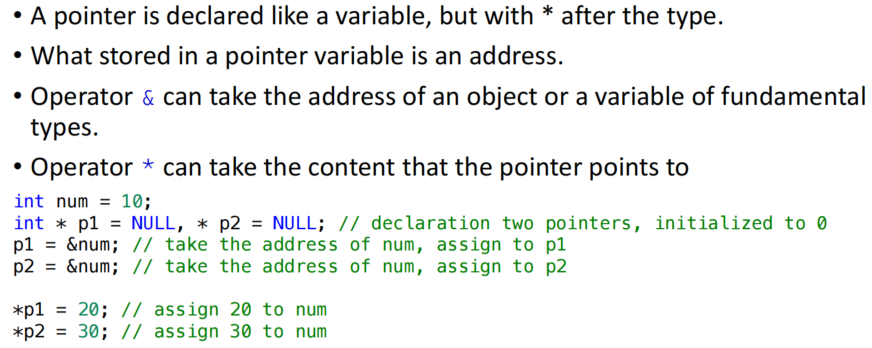 • A pointer is declared like a variable, but with * after the type.
• What stored in a pointer variable is an address.
• Operator & can take the address of an object or a variable of fundamental
types.
• Operator * can take the content that the pointer points to
int num = 10;
int * p1 = NULL, * p2 = NULL; // declaration two pointers, initialized to 0
p1 = &num; // take the address of num, assign to p1
p2 = &num; // take the address of num, assign to p2
*p1 = 20; // assign 20 to num
*p2 = 30; // assign 30 to num